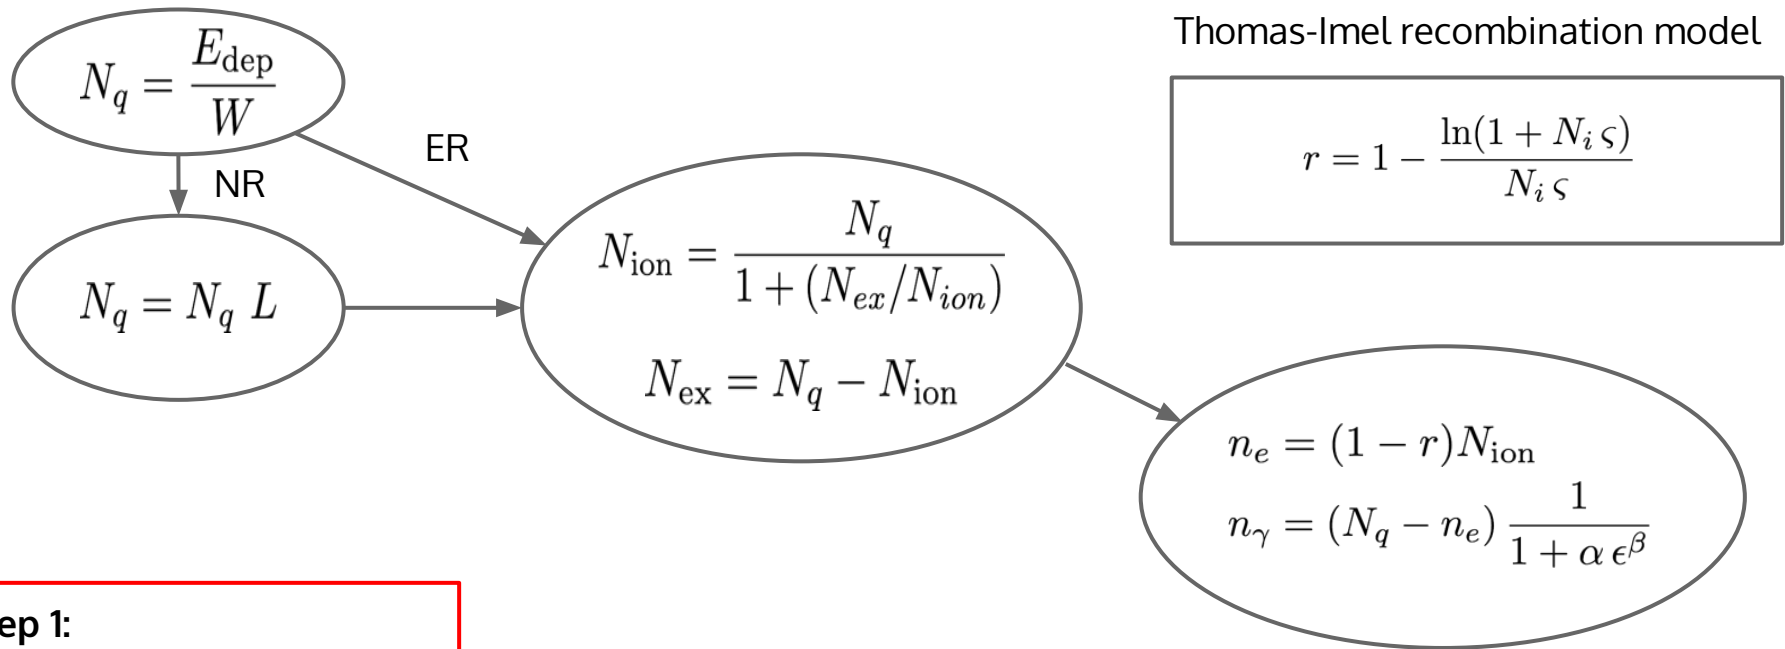 Thomas-Imel recombination model
N_q = E_dep / W
r = 1 − ln(1 + N_i ς) / (N_i ς)
ER
NR
N_q = N_q L
N_ion = N_q / (1 + (N_ex/N_ion))
N_ex = N_q − N_ion
n_e = (1 − r)N_ion
n_γ = (N_q − n_e) 1 / (1 + α ϵ^β)
ep 1: